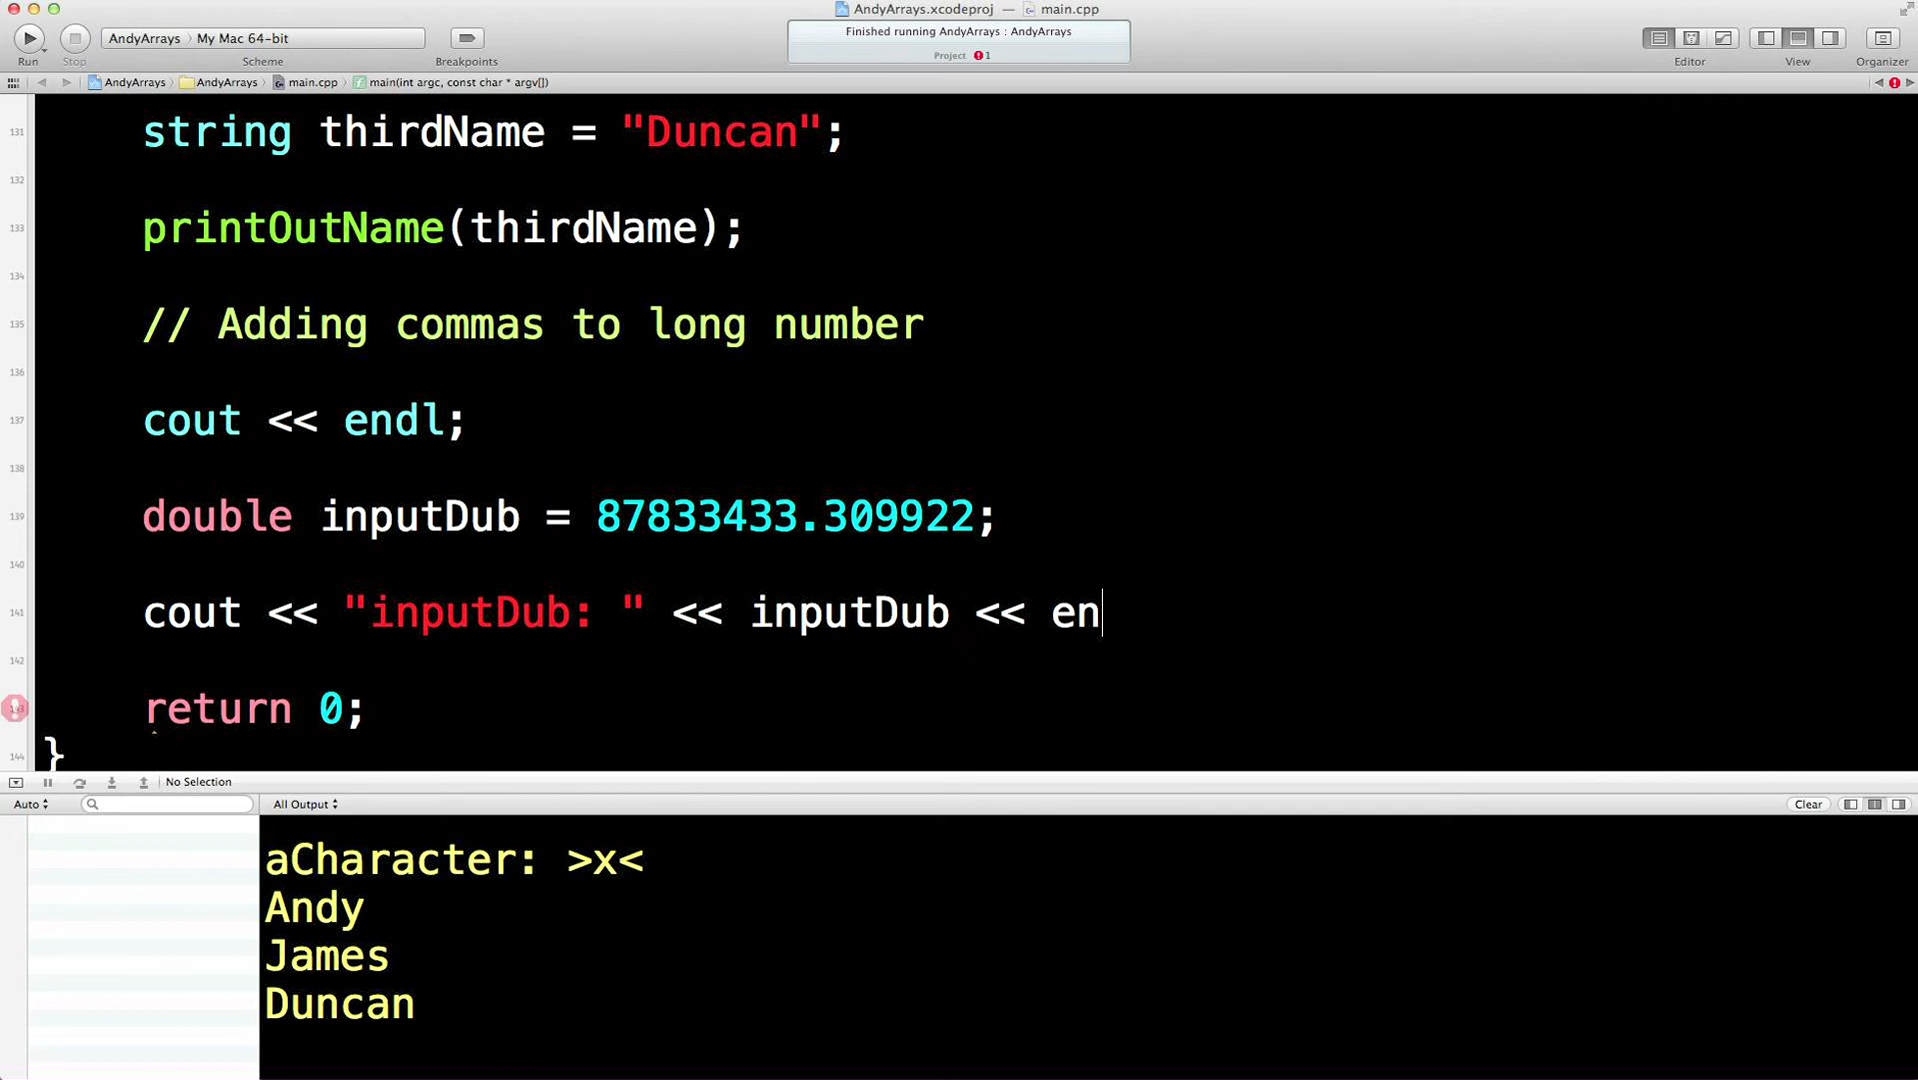 AndyArrays.xcodeproj — main.cpp
AndyArrays › My Mac 64-bit
Finished running AndyArrays : AndyArrays
Project 1
Run Stop Scheme Breakpoints Editor View Organizer
AndyArrays › AndyArrays › main.cpp › main(int argc, const char * argv[])
131 string thirdName = "Duncan";
132
133 printOutName(thirdName);
134
135 // Adding commas to long number
136
137 cout << endl;
138
139 double inputDub = 87833433.309922;
140
141 cout << "inputDub: " << inputDub << en
142
143 return 0;
144 }
No Selection
Auto All Output Clear
aCharacter: >x<
Andy
James
Duncan